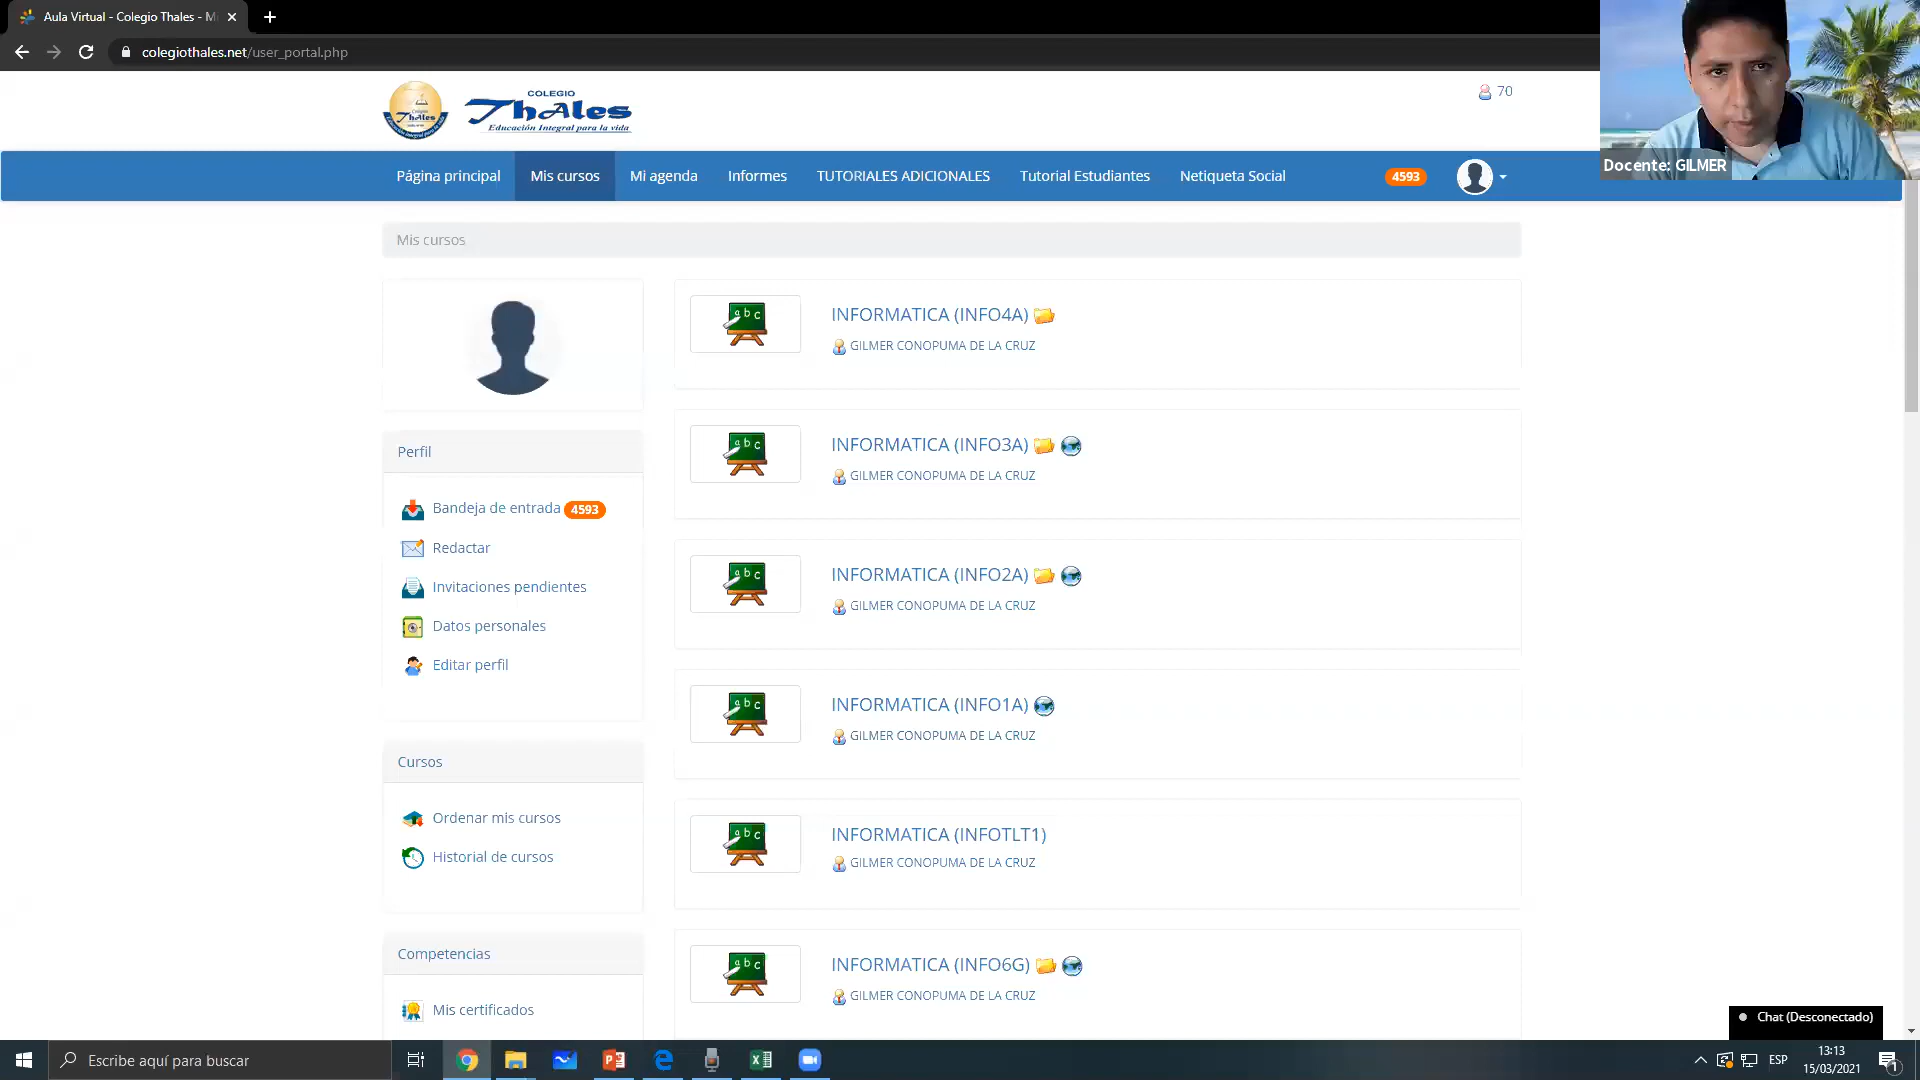 Aula Virtual - Colegio Thales - Mi
colegiothales.net/user_portal.php
COLEGIO
Thales
Educación Integral para la vida
70
Docente: GILMER
Página principal
Mis cursos
Mi agenda
Informes
TUTORIALES ADICIONALES
Tutorial Estudiantes
Netiqueta Social
4593
Mis cursos
Perfil
Bandeja de entrada 4593
Redactar
Invitaciones pendientes
Datos personales
Editar perfil
Cursos
Ordenar mis cursos
Historial de cursos
Competencias
Mis certificados
INFORMATICA (INFO4A)
GILMER CONOPUMA DE LA CRUZ
INFORMATICA (INFO3A)
GILMER CONOPUMA DE LA CRUZ
INFORMATICA (INFO2A)
GILMER CONOPUMA DE LA CRUZ
INFORMATICA (INFO1A)
GILMER CONOPUMA DE LA CRUZ
INFORMATICA (INFOTLT1)
GILMER CONOPUMA DE LA CRUZ
INFORMATICA (INFO6G)
GILMER CONOPUMA DE LA CRUZ
Chat (Desconectado)
Escribe aquí para buscar
ESP
13:13
15/03/2021
1